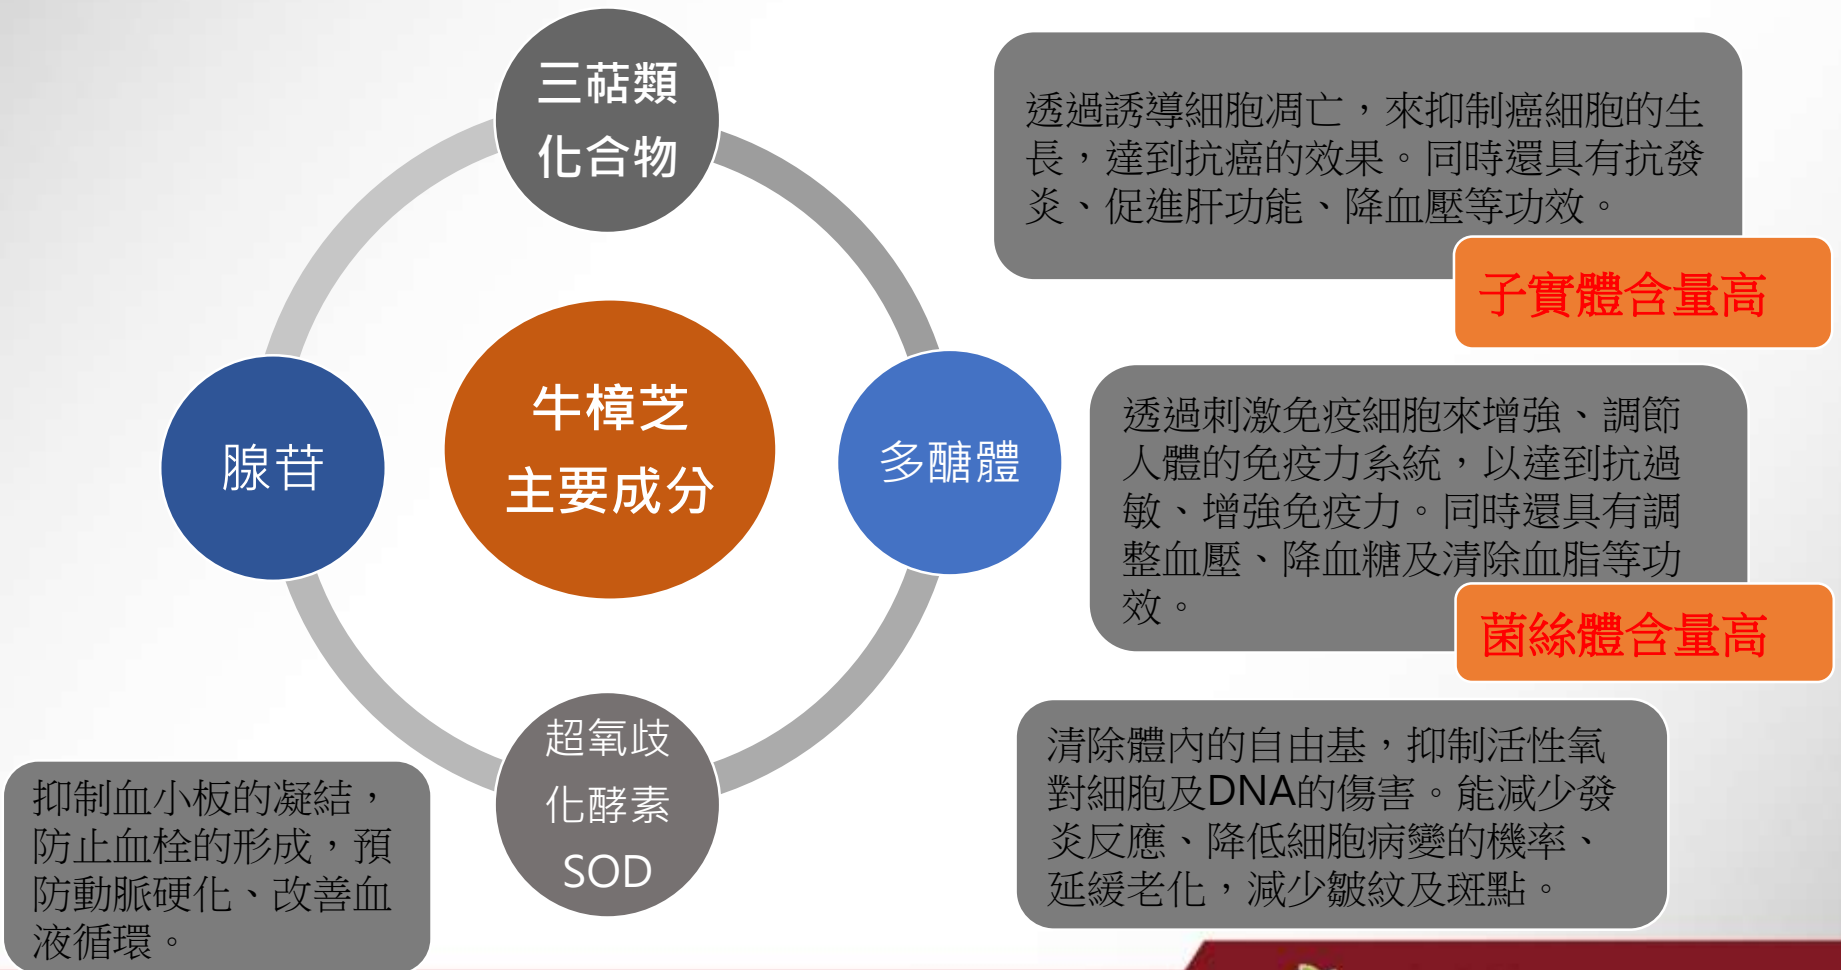 三萜類
化合物
透過誘導細胞凋亡，來抑制癌細胞的生
長，達到抗癌的效果。同時還具有抗發
炎、促進肝功能、降血壓等功效。
子實體含量高
牛樟芝
主要成分
腺苷
多醣體
透過刺激免疫細胞來增強、調節
人體的免疫力系統，以達到抗過
敏、增強免疫力。同時還具有調
整血壓、降血糖及清除血脂等功
效。
菌絲體含量高
超氧歧
化酵素
SOD
清除體內的自由基，抑制活性氧
對細胞及DNA的傷害。能減少發
炎反應、降低細胞病變的機率、
延緩老化，減少皺紋及斑點。
抑制血小板的凝結，
防止血栓的形成，預
防動脈硬化、改善血
液循環。